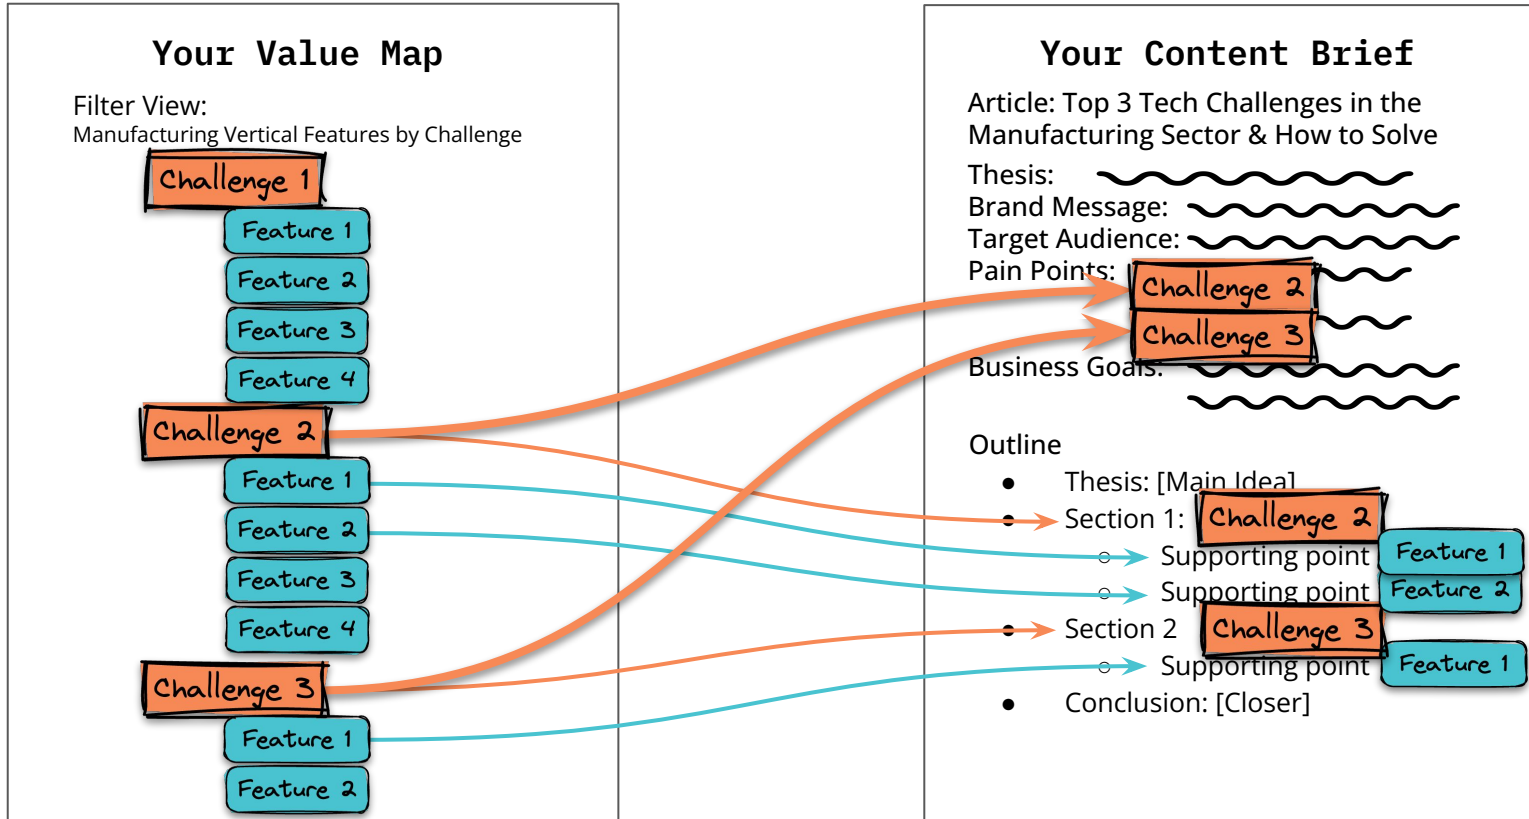 Your Value Map
Filter View:
Manufacturing Vertical Features by Challenge
Challenge 1
Feature 1
Feature 2
Feature 3
Feature 4
Challenge 2
Feature 1
Feature 2
Feature 3
Feature 4
Challenge 3
Feature 1
Feature 2
Your Content Brief
Article: Top 3 Tech Challenges in the
Manufacturing Sector & How to Solve
Thesis:
Brand Message:
Target Audience:
Pain Points:
Challenge 2
Challenge 3
Business Goals:
Outline
● Thesis: [Main Idea]
● Section 1: Challenge 2
○ Supporting point Feature 1
○ Supporting point Feature 2
● Section 2 Challenge 3
○ Supporting point Feature 1
● Conclusion: [Closer]